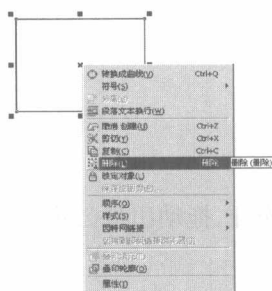 转换成曲线(V) Ctrl+Q
符号(S)
段落文本换行(W)
撤消 创建(U) Ctrl+Z
剪切(T) Ctrl+X
复制(C) Ctrl+C
删除(L) 删除 删除 (删除)
锁定对象(L)
顺序(O)
样式(S)
因特网链接
叠印轮廓(O)
属性(I)